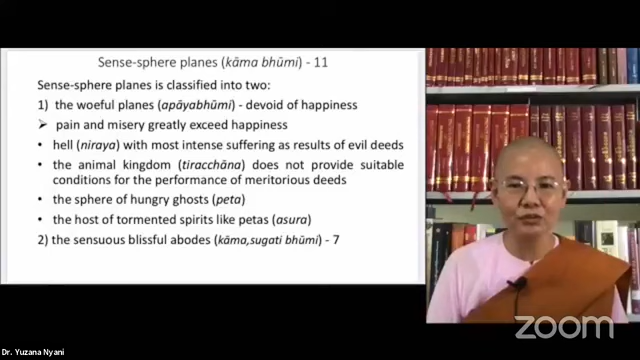 Sense-sphere planes (kāma bhūmi) - 11
Sense-sphere planes is classified into two:
1) the woeful planes (apāyabhūmi) - devoid of happiness
➢ pain and misery greatly exceed happiness
• hell (niraya) with most intense suffering as results of evil deeds
• the animal kingdom (tiracchāna) does not provide suitable
conditions for the performance of meritorious deeds
• the sphere of hungry ghosts (peta)
• the host of tormented spirits like petas (asura)
2) the sensuous blissful abodes (kāma,sugati bhūmi) - 7
zoom
Dr. Yuzana Nyani